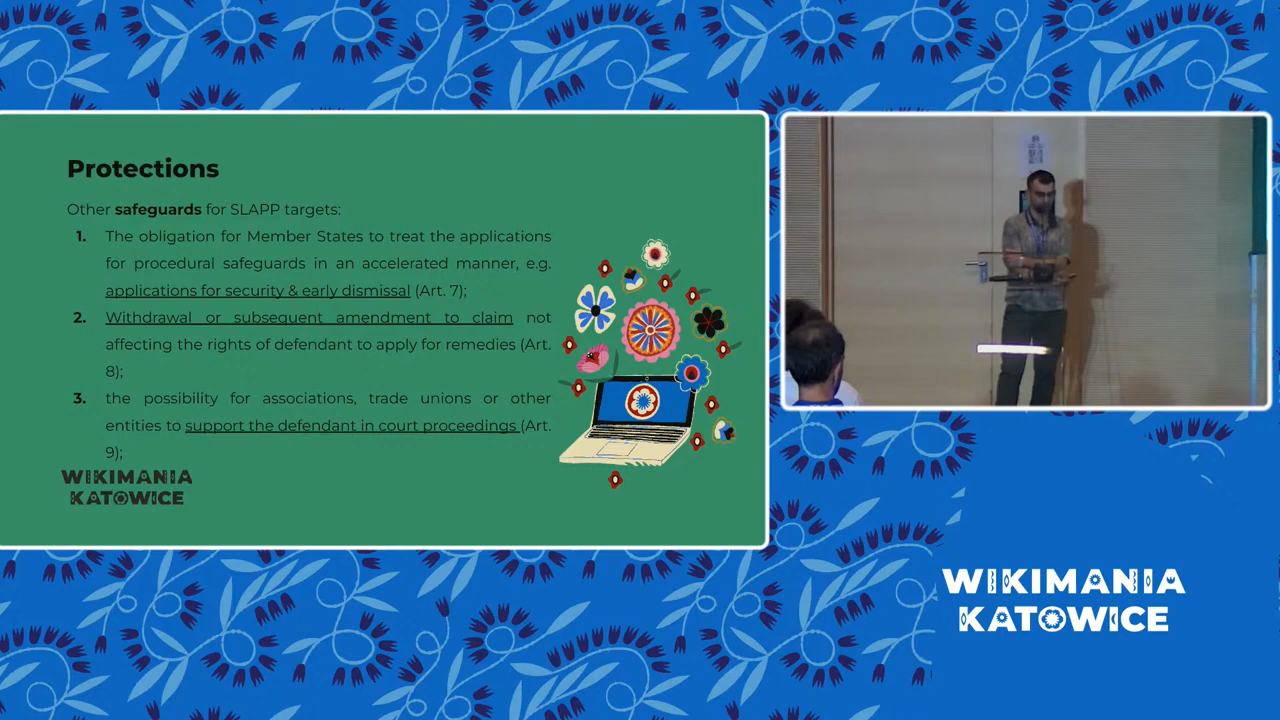 Protections
Other safeguards for SLAPP targets:
1. The obligation for Member States to treat the applications
for procedural safeguards in an accelerated manner, e.g.
applications for security & early dismissal (Art. 7);
2. Withdrawal or subsequent amendment to claim not
affecting the rights of defendant to apply for remedies (Art.
8);
3. the possibility for associations, trade unions or other
entities to support the defendant in court proceedings (Art.
9);
WIKIMANIA
KATOWICE
WIKIMANIA
KATOWICE